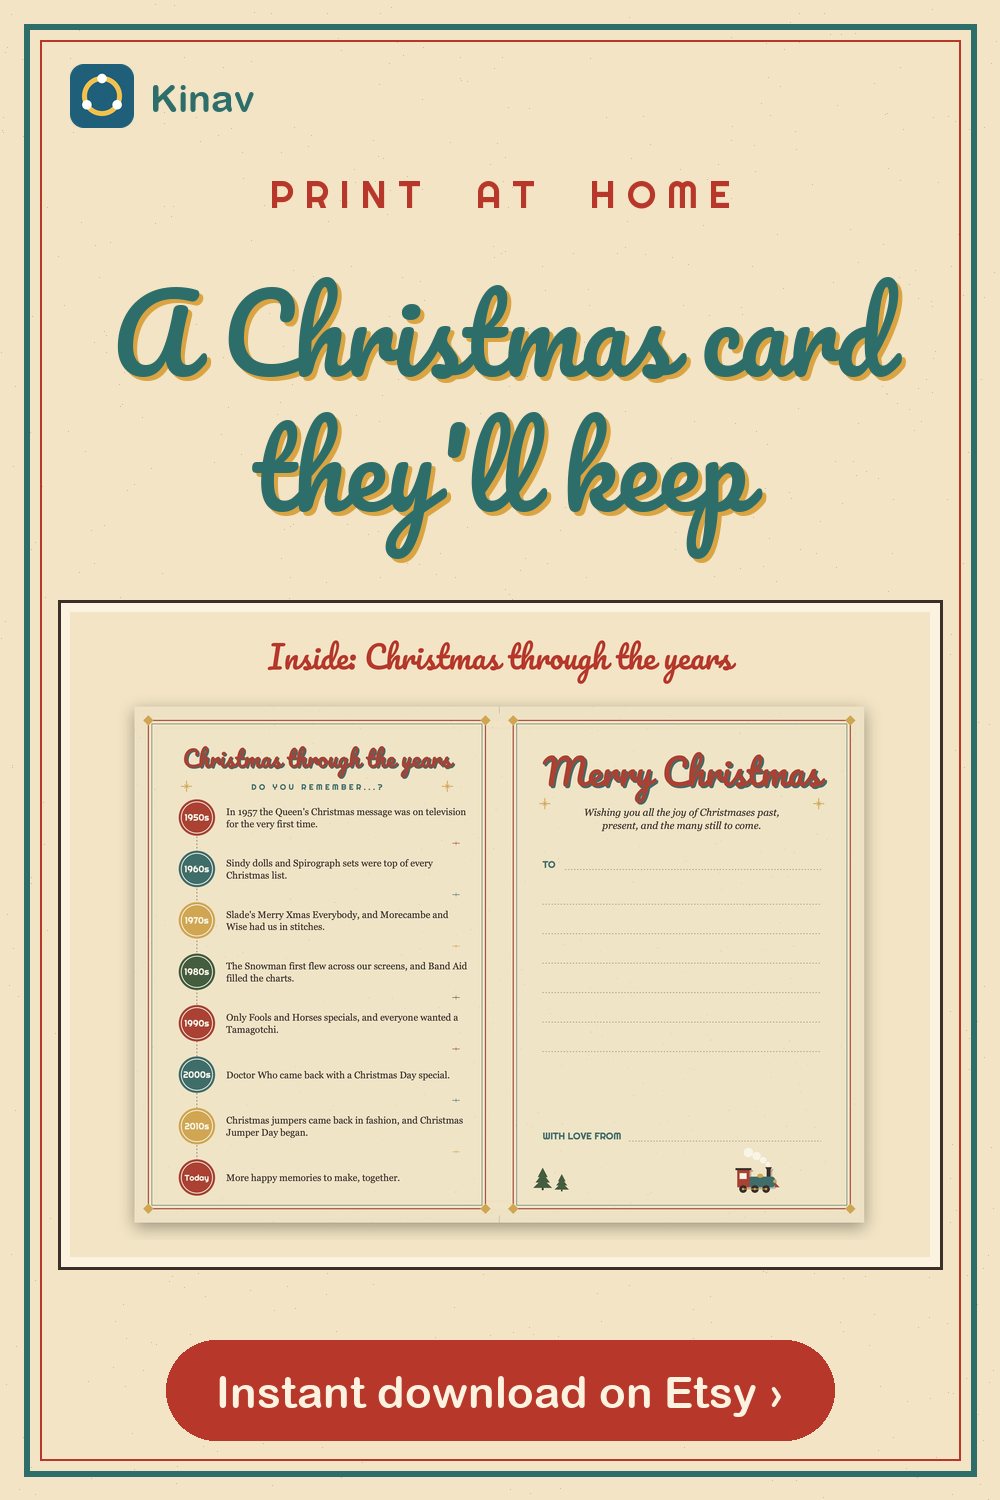 Kinav
PRINT AT HOME
A Christmas card
they'll keep
Inside: Christmas through the years
Christmas through the years
DO YOU REMEMBER...?
1950s
In 1957 the Queen's Christmas message was on television
for the very first time.
1960s
Sindy dolls and Spirograph sets were top of every
Christmas list.
1970s
Slade's Merry Xmas Everybody, and Morecambe and
Wise had us in stitches.
1980s
The Snowman first flew across our screens, and Band Aid
filled the charts.
1990s
Only Fools and Horses specials, and everyone wanted a
Tamagotchi.
2000s
Doctor Who came back with a Christmas Day special.
2010s
Christmas jumpers came back in fashion, and Christmas
Jumper Day began.
Today
More happy memories to make, together.
Merry Christmas
Wishing you all the joy of Christmases past,
present, and the many still to come.
TO
WITH LOVE FROM
Instant download on Etsy ›